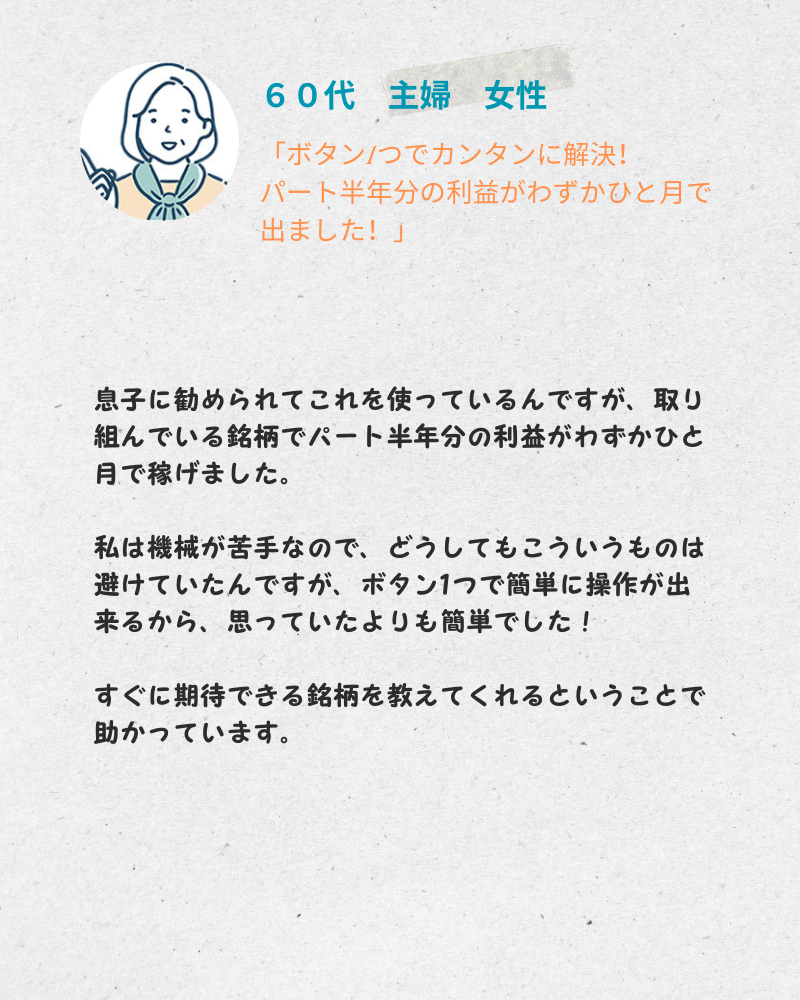 ６０代　主婦　女性
「ボタン1つでカンタンに解決！
パート半年分の利益がわずかひと月で
出ました！」
息子に勧められてこれを使っているんですが、取り
組んでいる銘柄でパート半年分の利益がわずかひと
月で稼げました。
私は機械が苦手なので、どうしてもこういうものは
避けていたんですが、ボタン1つで簡単に操作が出
来るから、思っていたよりも簡単でした！
すぐに期待できる銘柄を教えてくれるということで
助かっています。